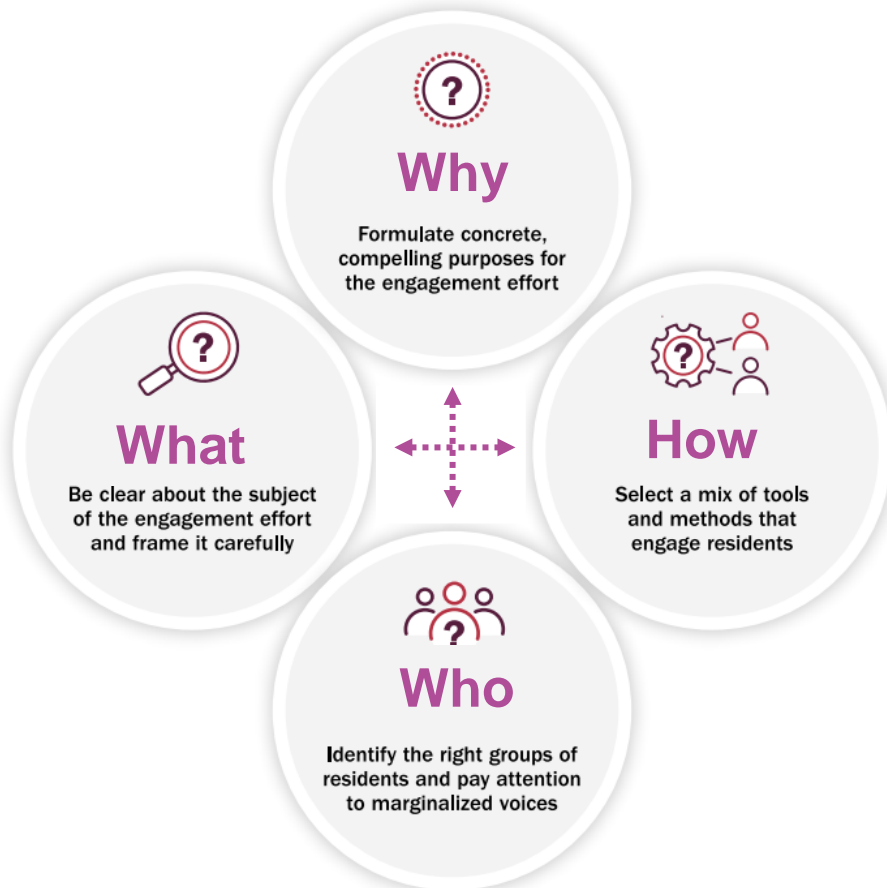 ?
Why
Formulate concrete,
compelling purposes for
the engagement effort
?
What
Be clear about the subject
of the engagement effort
and frame it carefully
?
How
Select a mix of tools
and methods that
engage residents
?
Who
Identify the right groups of
residents and pay attention
to marginalized voices